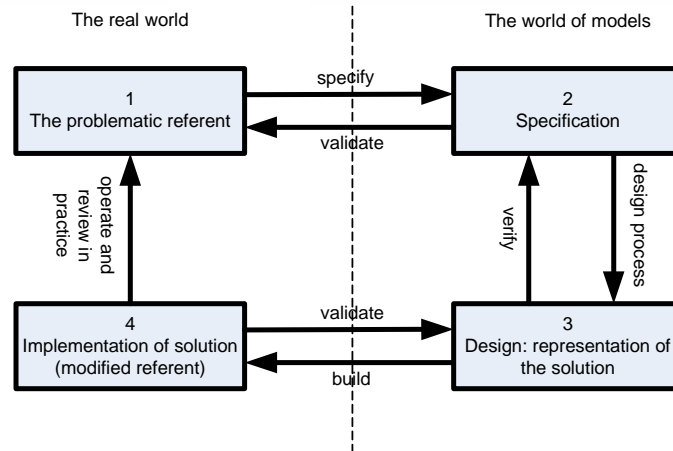 The real world
The world of models
1
The problematic referent
specify
2
Specification
validate
operate and
review in
practice
verify
design process
4
Implementation of solution
(modified referent)
validate
3
Design: representation of
the solution
build